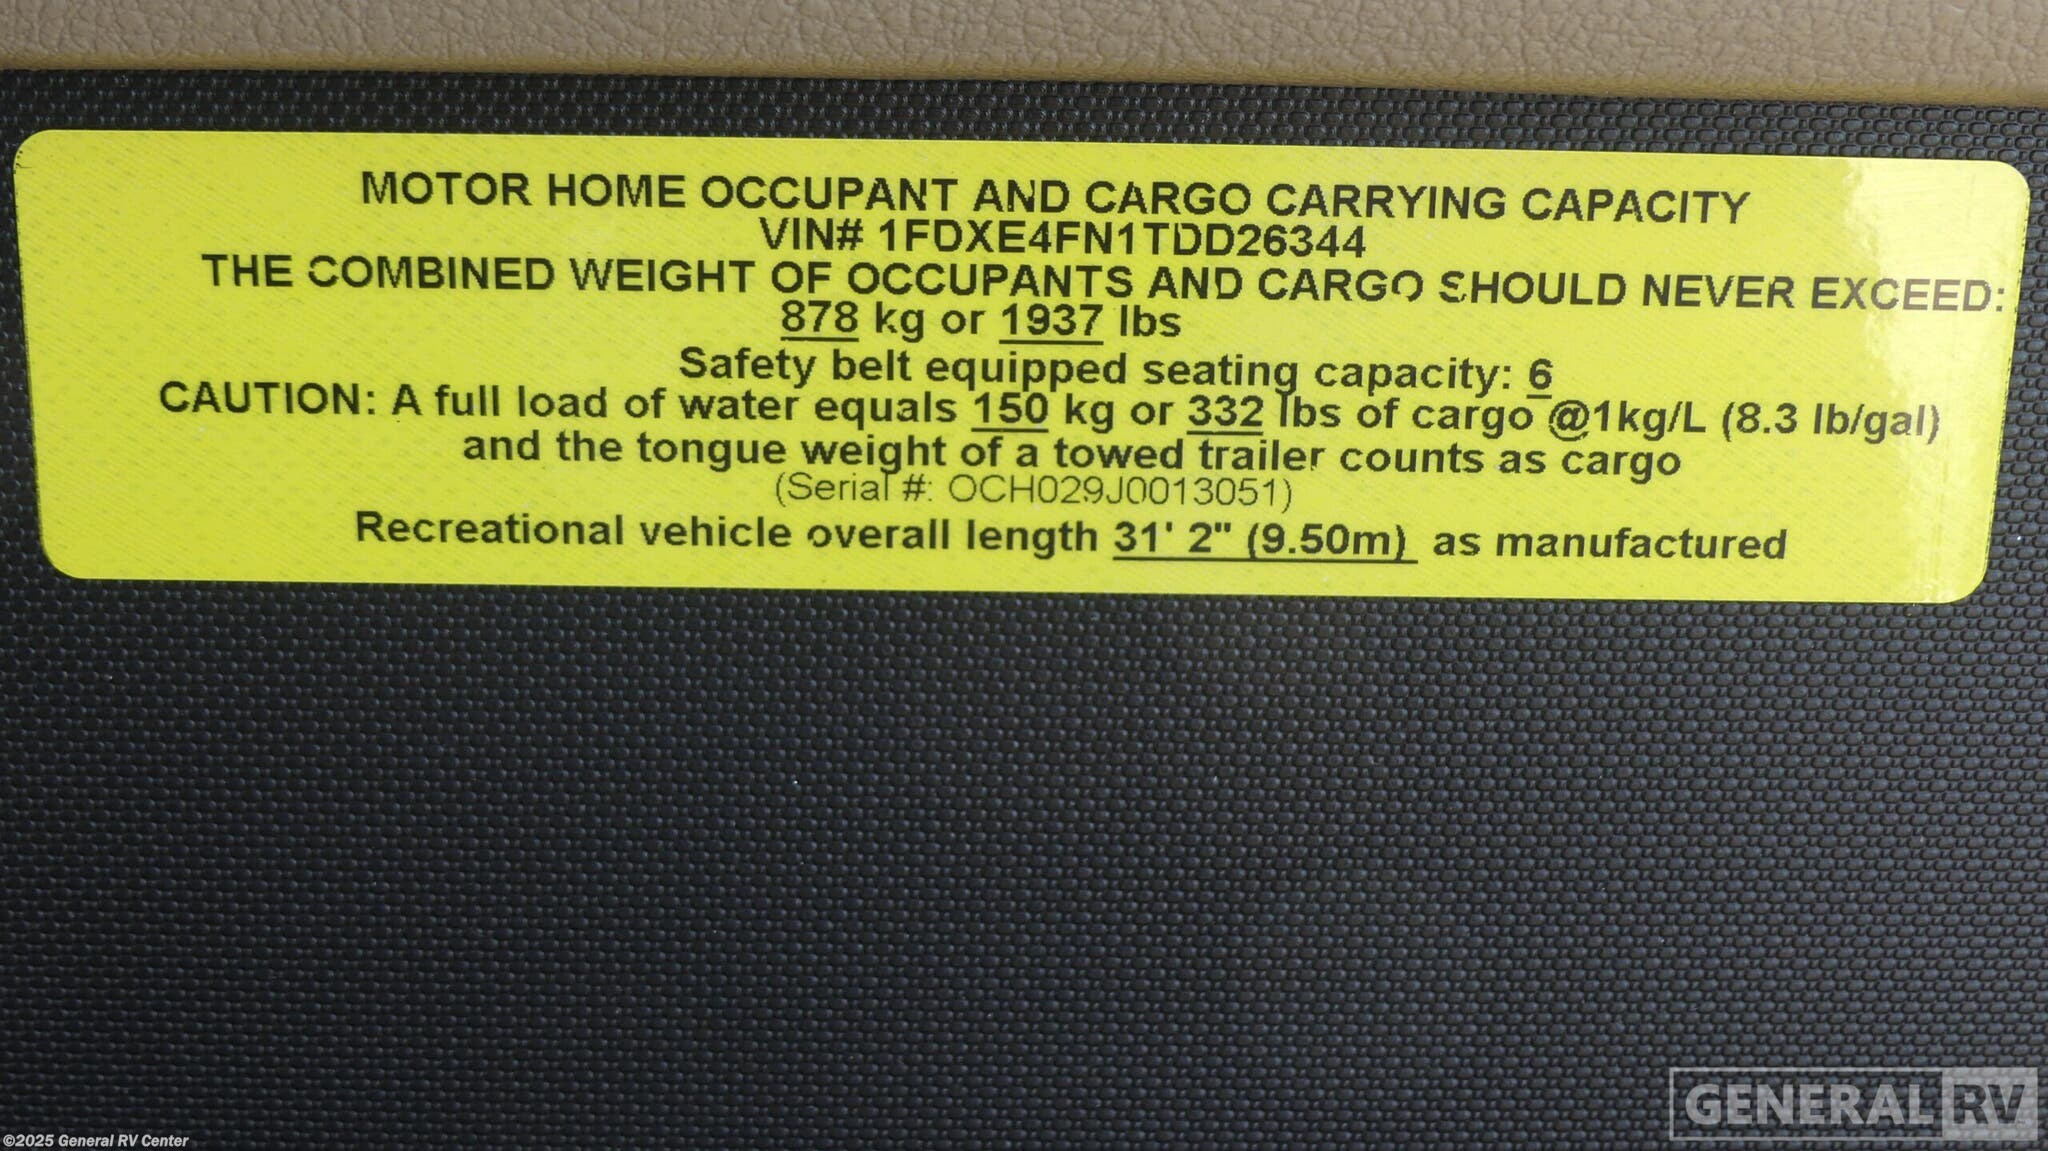 MOTOR HOME OCCUPANT AND CARGO CARRYING CAPACITY
VIN# 1FDXE4FN1TDD26344
THE COMBINED WEIGHT OF OCCUPANTS AND CARGO SHOULD NEVER EXCEED:
878 kg or 1937 lbs
Safety belt equipped seating capacity: 6
CAUTION: A full load of water equals 150 kg or 332 lbs of cargo @1kg/L (8.3 lb/gal)
and the tongue weight of a towed trailer counts as cargo
(Serial #: OCH029J0013051)
Recreational vehicle overall length 31' 2" (9.50m) as manufactured
GENERAL RV
©2025 General RV Center